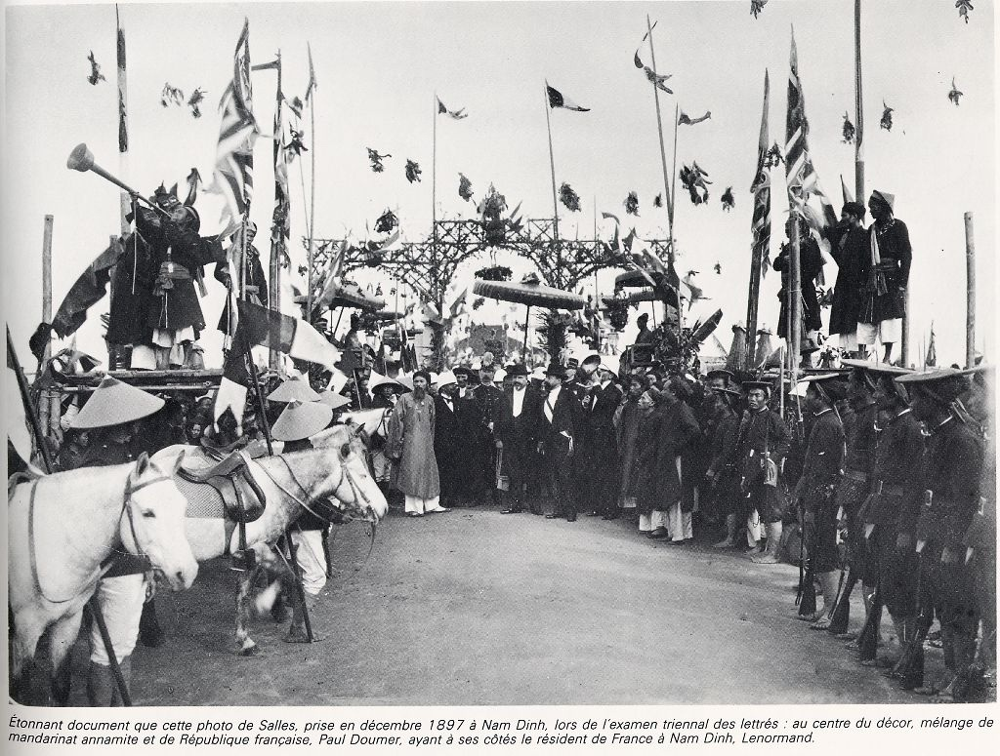 Étonnant document que cette photo de Salles, prise en décembre 1897 à Nam Dinh, lors de l'examen triennal des lettrés : au centre du décor, mélange de
mandarinat annamite et de République française, Paul Doumer, ayant à ses côtés le résident de France à Nam Dinh, Lenormand.